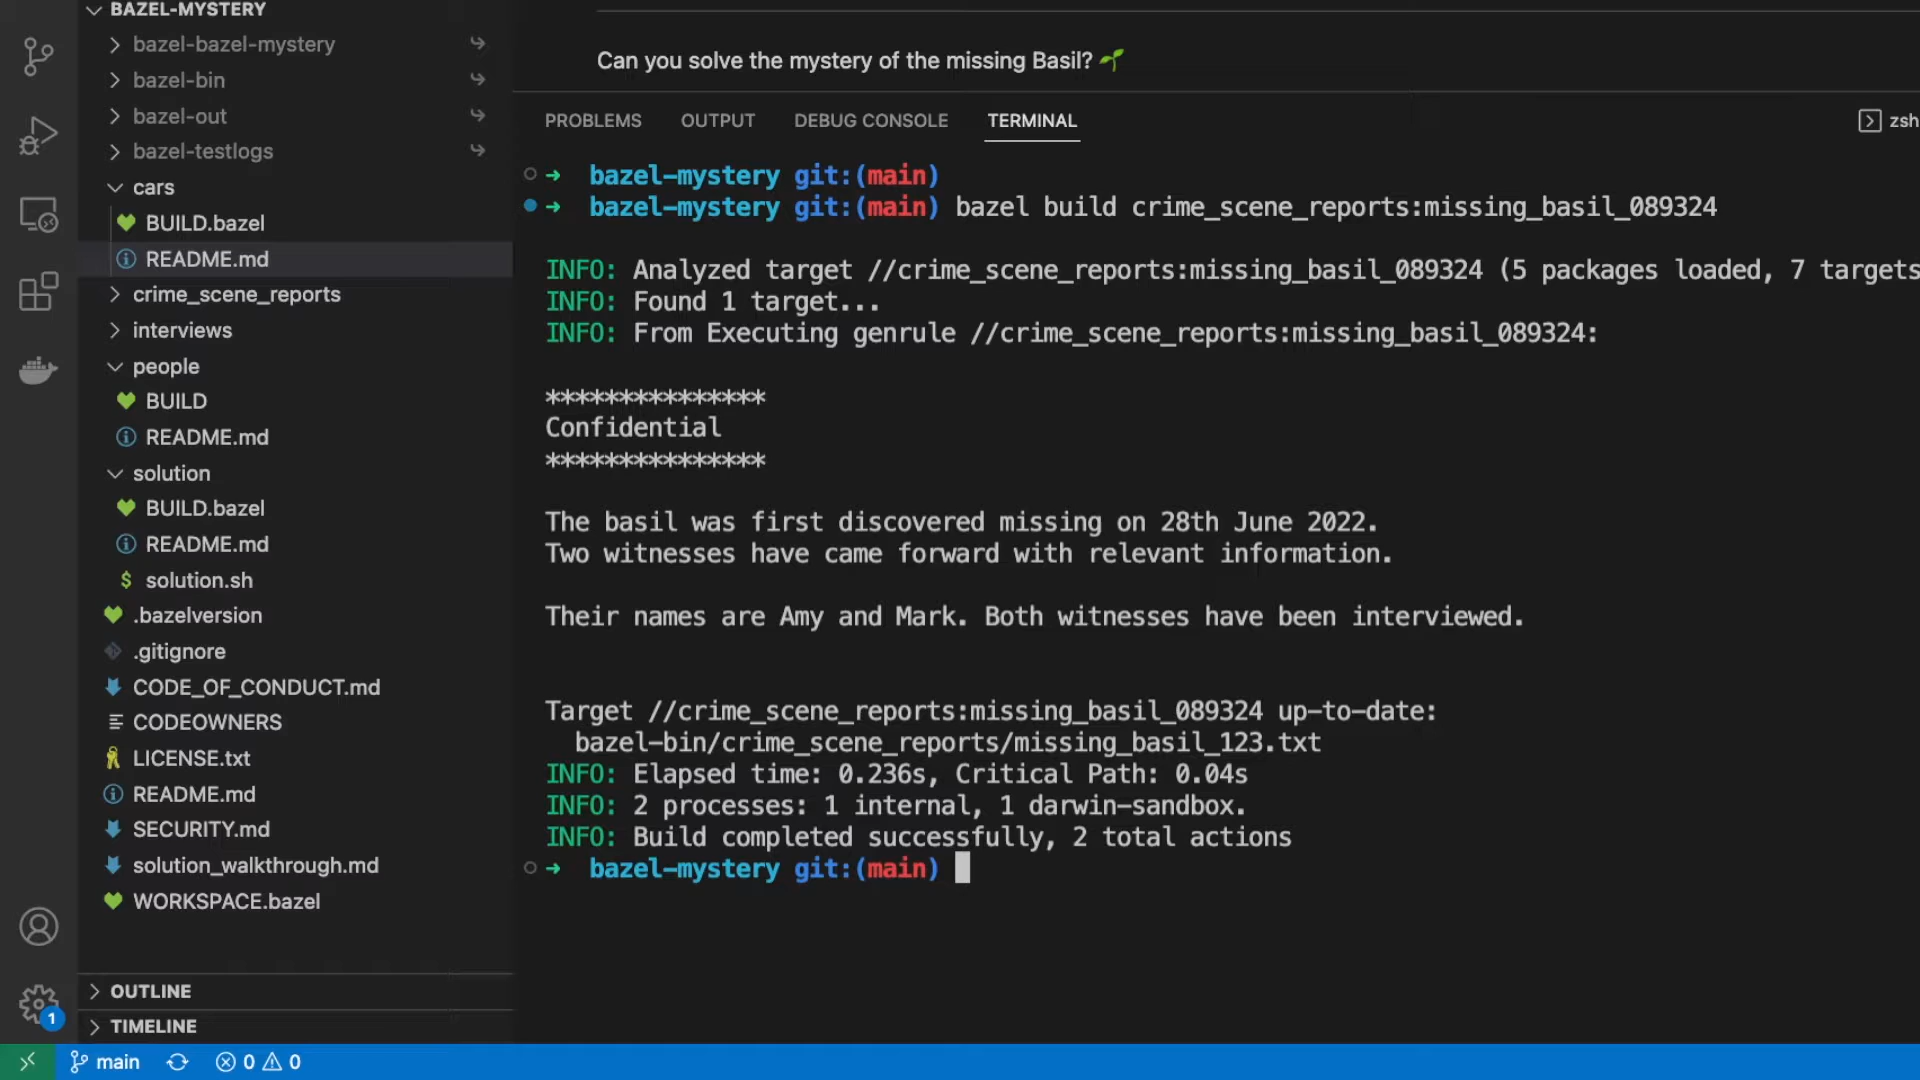 BAZEL-MYSTERY
bazel-bazel-mystery
bazel-bin
bazel-out
bazel-testlogs
cars
BUILD.bazel
README.md
crime_scene_reports
interviews
people
BUILD
README.md
solution
BUILD.bazel
README.md
$ solution.sh
.bazelversion
.gitignore
CODE_OF_CONDUCT.md
CODEOWNERS
LICENSE.txt
README.md
SECURITY.md
solution_walkthrough.md
WORKSPACE.bazel
OUTLINE
TIMELINE
1
Can you solve the mystery of the missing Basil? 🌱
PROBLEMS OUTPUT DEBUG CONSOLE TERMINAL
zsh
bazel-mystery git:(main)
bazel-mystery git:(main) bazel build crime_scene_reports:missing_basil_089324
INFO: Analyzed target //crime_scene_reports:missing_basil_089324 (5 packages loaded, 7 targets
INFO: Found 1 target...
INFO: From Executing genrule //crime_scene_reports:missing_basil_089324:
***************
Confidential
***************
The basil was first discovered missing on 28th June 2022.
Two witnesses have came forward with relevant information.
Their names are Amy and Mark. Both witnesses have been interviewed.
Target //crime_scene_reports:missing_basil_089324 up-to-date:
bazel-bin/crime_scene_reports/missing_basil_123.txt
INFO: Elapsed time: 0.236s, Critical Path: 0.04s
INFO: 2 processes: 1 internal, 1 darwin-sandbox.
INFO: Build completed successfully, 2 total actions
bazel-mystery git:(main)
main 0 0